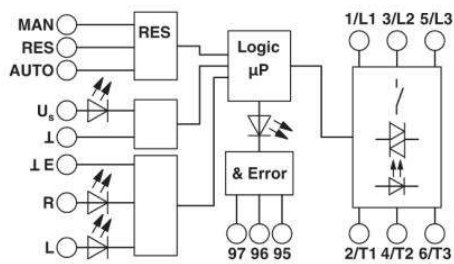 MAN
RES
AUTO
RES
Us
⊥
⊥ E
R
L
Logic
µP
& Error
97 96 95
1/L1 3/L2 5/L3
2/T1 4/T2 6/T3